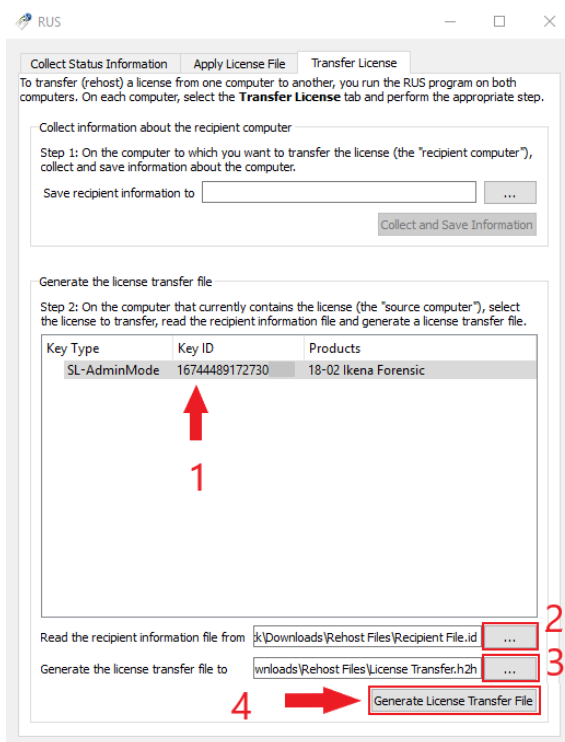 RUS
Collect Status Information Apply License File Transfer License
To transfer (rehost) a license from one computer to another, you run the RUS program on both
computers. On each computer, select the Transfer License tab and perform the appropriate step.
Collect information about the recipient computer
Step 1: On the computer to which you want to transfer the license (the "recipient computer"),
collect and save information about the computer.
Save recipient information to ...
Collect and Save Information
Generate the license transfer file
Step 2: On the computer that currently contains the license (the "source computer"), select
the license to transfer, read the recipient information file and generate a license transfer file.
Key Type Key ID Products
SL-AdminMode 16744489172730 18-02 Ikena Forensic
1
Read the recipient information file from k\Downloads\Rehost Files\Recipient File.id ... 2
Generate the license transfer file to wnloads\Rehost Files\License Transfer.h2h ... 3
4 Generate License Transfer File